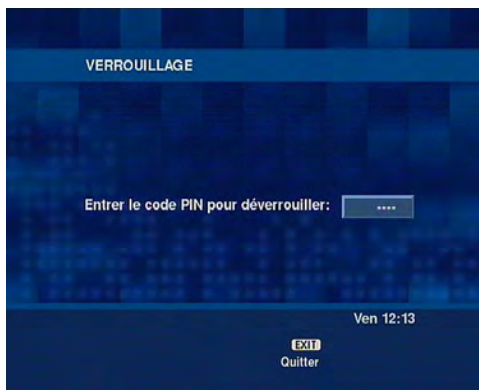 VERROUILLAGE
Entrer le code PIN pour déverrouiller: ----
Ven 12:13
EXIT
Quitter